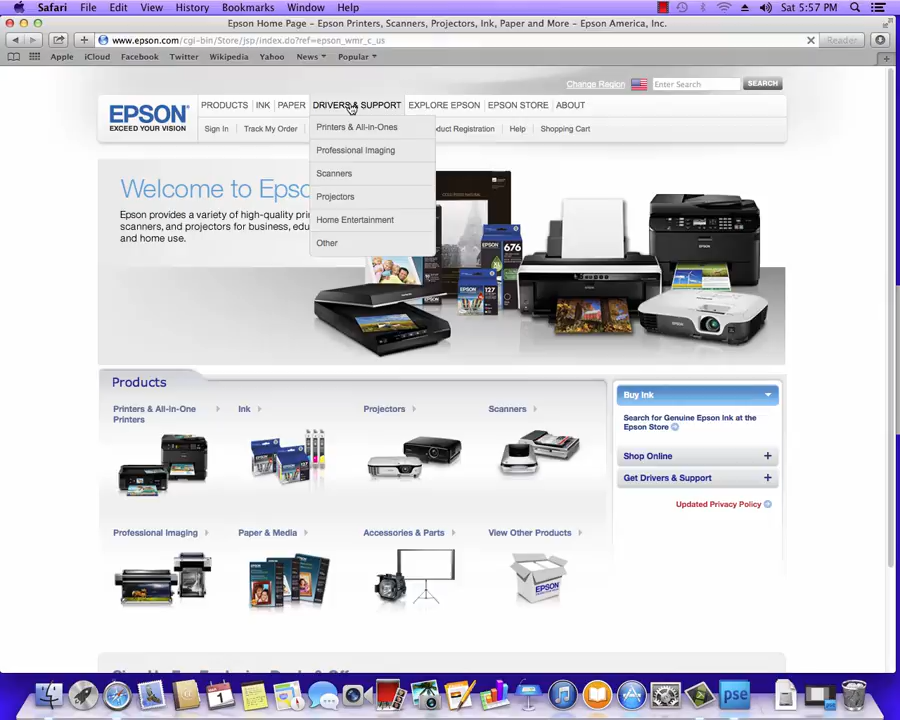 Safari File Edit View History Bookmarks Window Help Sat 5:57 PM
Epson Home Page - Epson Printers, Scanners, Projectors, Ink, Paper and More - Epson America, Inc.
www.epson.com/cgi-bin/Store/jsp/index.do?ref=epson_wmr_c_us
Reader
Apple iCloud Facebook Twitter Wikipedia Yahoo News Popular
Change Region Enter Search SEARCH
EPSON
EXCEED YOUR VISION
PRODUCTS INK PAPER DRIVERS & SUPPORT EXPLORE EPSON EPSON STORE ABOUT
Sign In Track My Order duct Registration Help Shopping Cart
Printers & All-in-Ones
Professional Imaging
Scanners
Projectors
Home Entertainment
Other
Welcome to Epso
Epson provides a variety of high-quality prin
scanners, and projectors for business, edu
and home use.
676
127
Products
Printers & All-in-One
Printers
Ink
Projectors
Scanners
Professional Imaging
Paper & Media
Accessories & Parts
View Other Products
EPSON
Buy Ink
Search for Genuine Epson Ink at the
Epson Store
Shop Online
Get Drivers & Support
Updated Privacy Policy
1
pse